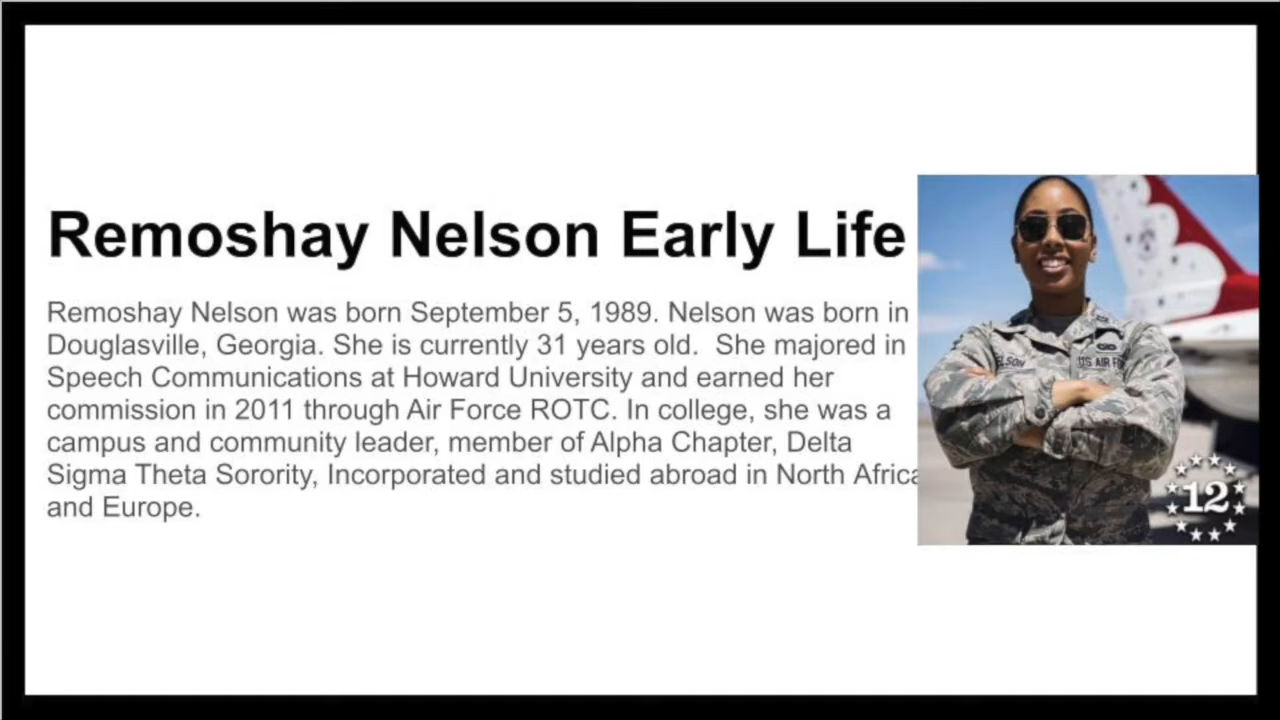 Remoshay Nelson Early Life
Remoshay Nelson was born September 5, 1989. Nelson was born in
Douglasville, Georgia. She is currently 31 years old.  She majored in
Speech Communications at Howard University and earned her
commission in 2011 through Air Force ROTC. In college, she was a
campus and community leader, member of Alpha Chapter, Delta
Sigma Theta Sorority, Incorporated and studied abroad in North Africa
and Europe.
ELSON
US AIR FO
12